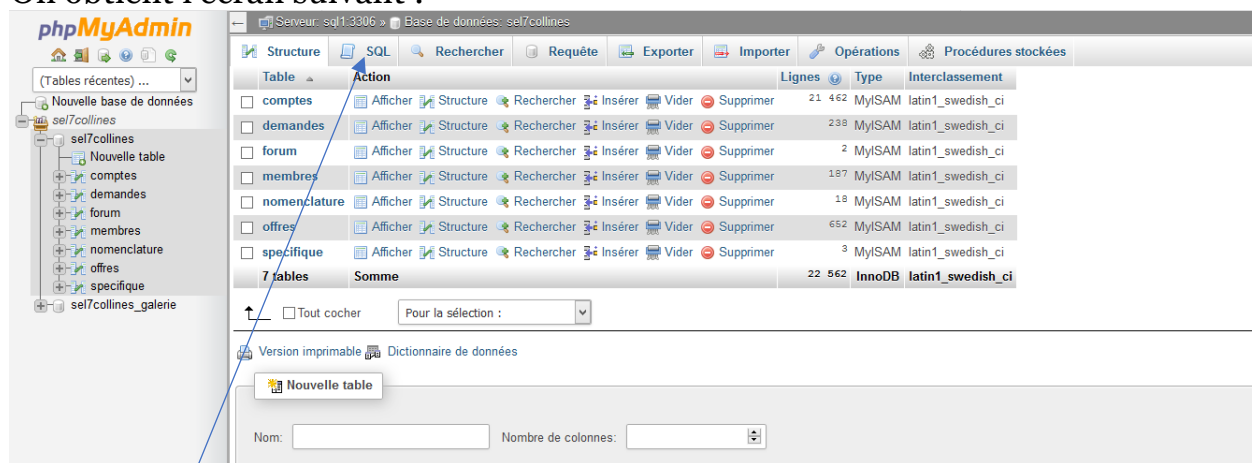 On obtient l'écran suivant :
phpMyAdmin
(Tables récentes) ...
Nouvelle base de données
sel7collines
sel7collines
Nouvelle table
comptes
demandes
forum
membres
nomenclature
offres
specifique
sel7collines_galerie
Serveur: sql1:3306 » Base de données: sel7collines
Structure SQL Rechercher Requête Exporter Importer Opérations Procédures stockées
Table Action Lignes Type Interclassement
comptes Afficher Structure Rechercher Insérer Vider Supprimer 21 462 MyISAM latin1_swedish_ci
demandes Afficher Structure Rechercher Insérer Vider Supprimer 238 MyISAM latin1_swedish_ci
forum Afficher Structure Rechercher Insérer Vider Supprimer 2 MyISAM latin1_swedish_ci
membres Afficher Structure Rechercher Insérer Vider Supprimer 187 MyISAM latin1_swedish_ci
nomenclature Afficher Structure Rechercher Insérer Vider Supprimer 18 MyISAM latin1_swedish_ci
offres Afficher Structure Rechercher Insérer Vider Supprimer 652 MyISAM latin1_swedish_ci
specifique Afficher Structure Rechercher Insérer Vider Supprimer 3 MyISAM latin1_swedish_ci
7 tables Somme 22 562 InnoDB latin1_swedish_ci
Tout cocher Pour la sélection :
Version imprimable Dictionnaire de données
Nouvelle table
Nom: Nombre de colonnes: